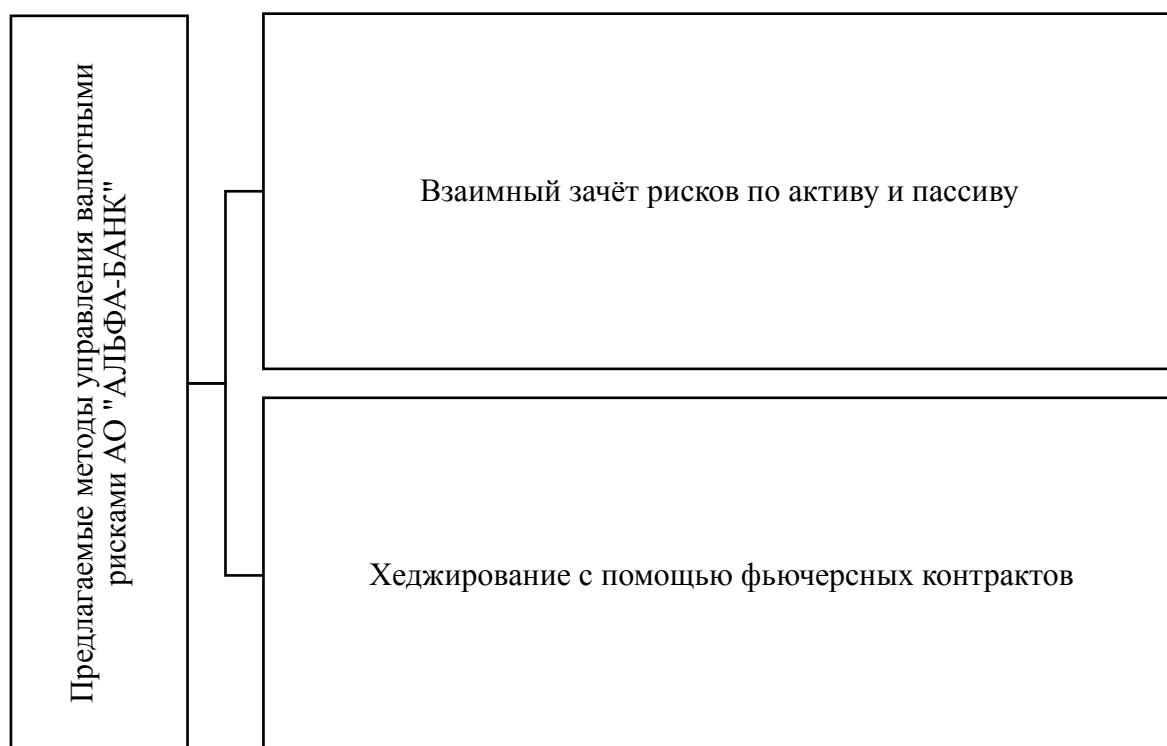 Предлагаемые методы управления валютными
рисками АО "АЛЬФА-БАНК"
Взаимный зачёт рисков по активу и пассиву
Хеджирование с помощью фьючерсных контрактов